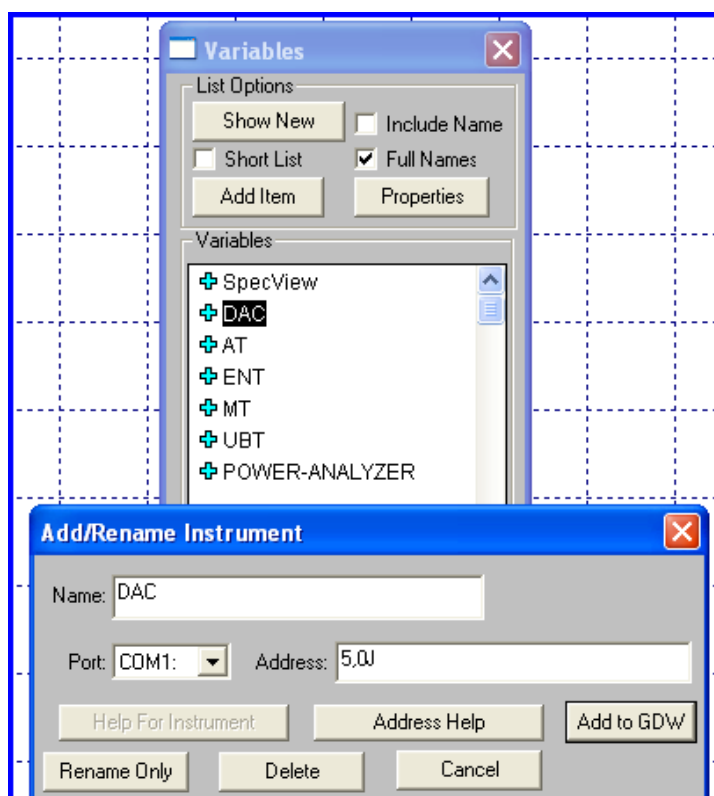 Variables
List Options
Show New
Include Name
Short List
Full Names
Add Item
Properties
Variables
SpecView
DAC
AT
ENT
MT
UBT
POWER-ANALYZER
Add/Rename Instrument
Name: DAC
Port: COM1: Address: 5,0J
Help For Instrument Address Help Add to GDW
Rename Only Delete Cancel